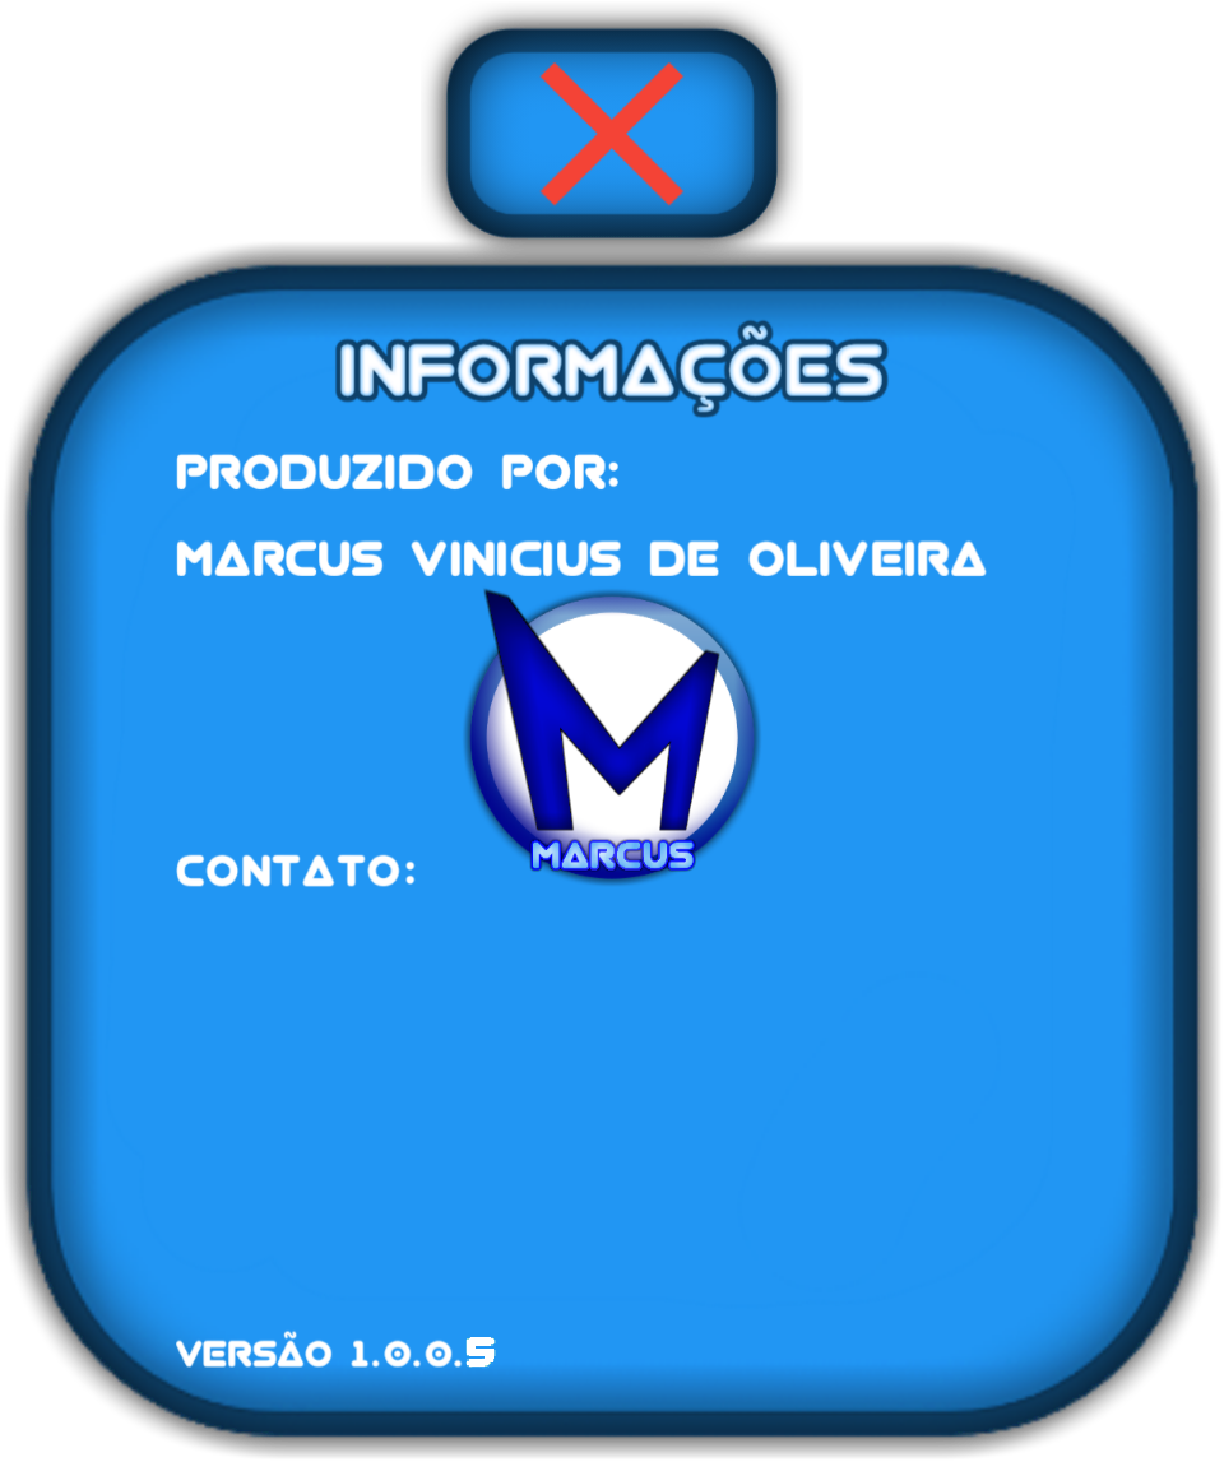 INFORMAÇÕES
PRODUZIDO POR:
MARCUS VINICIUS DE OLIVEIRA
M
MARCUS
CONTATO:
VERSÃO 1.0.0.5